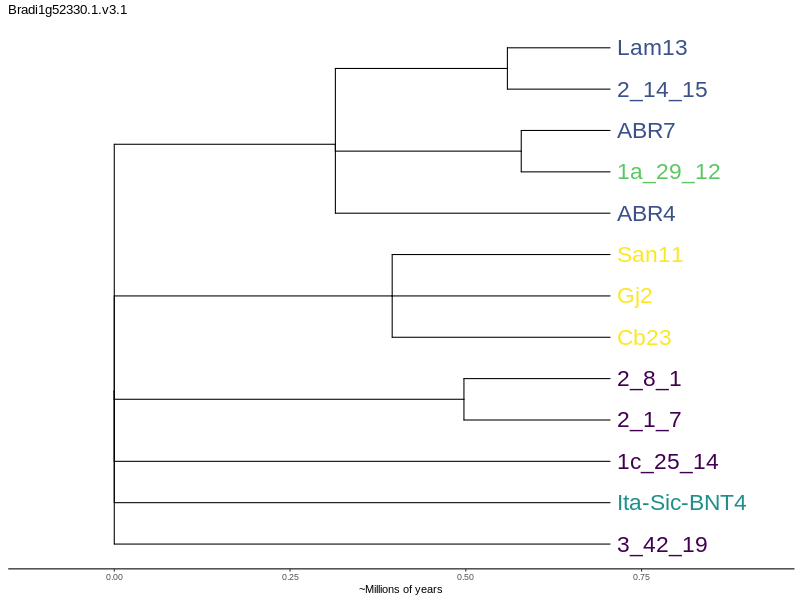 Bradi1g52330.1.v3.1
Lam13
2_14_15
ABR7
1a_29_12
ABR4
San11
Gj2
Cb23
2_8_1
2_1_7
1c_25_14
Ita-Sic-BNT4
3_42_19
0.00 0.25 0.50 0.75
~Millions of years